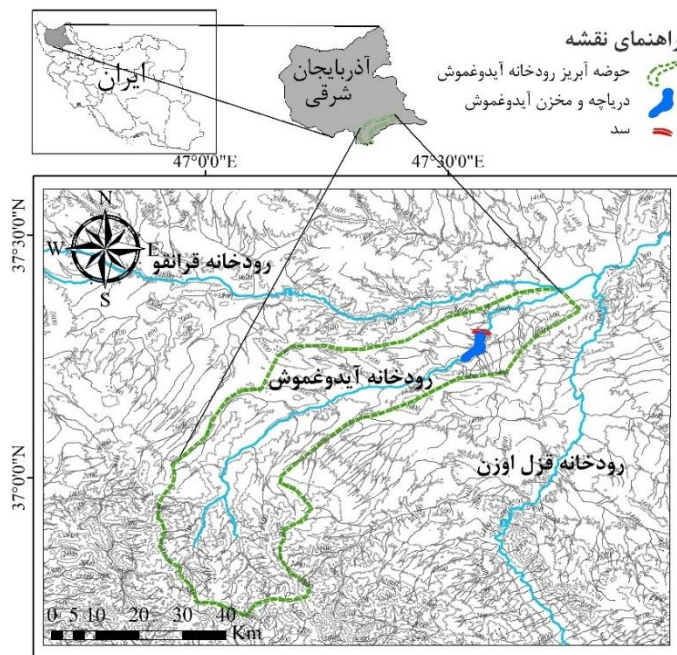 راهنمای نقشه
حوضه آبریز رودخانه آیدوغموش
دریاچه و مخزن آیدوغموش
سد
ایران
آذربایجان
شرقی
47°0'0"E
47°30'0"E
37°30'0"N
37°0'0"N
N
W
E
S
رودخانه قرانقو
رودخانه آیدوغموش
رودخانه قزل اوزن
0 5 10 20 30 40
Km